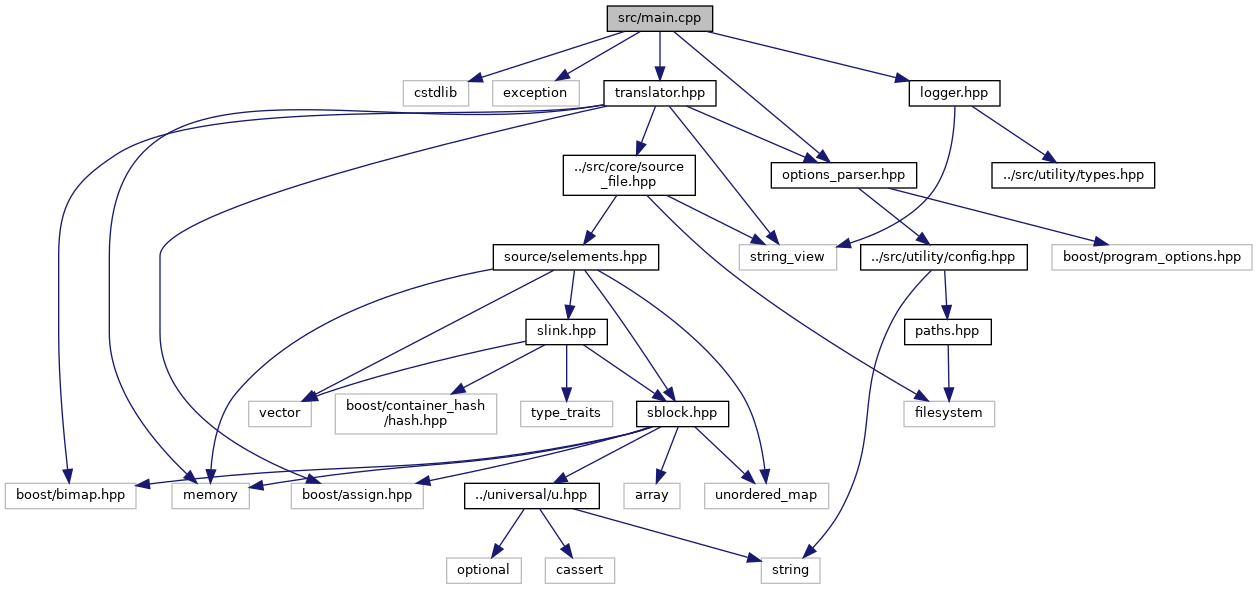 src/main.cpp
cstdlib
exception
translator.hpp
logger.hpp
../src/core/source
_file.hpp
options_parser.hpp
../src/utility/types.hpp
source/selements.hpp
string_view
../src/utility/config.hpp
boost/program_options.hpp
slink.hpp
paths.hpp
vector
boost/container_hash
/hash.hpp
type_traits
sblock.hpp
filesystem
boost/bimap.hpp
memory
boost/assign.hpp
../universal/u.hpp
array
unordered_map
optional
cassert
string